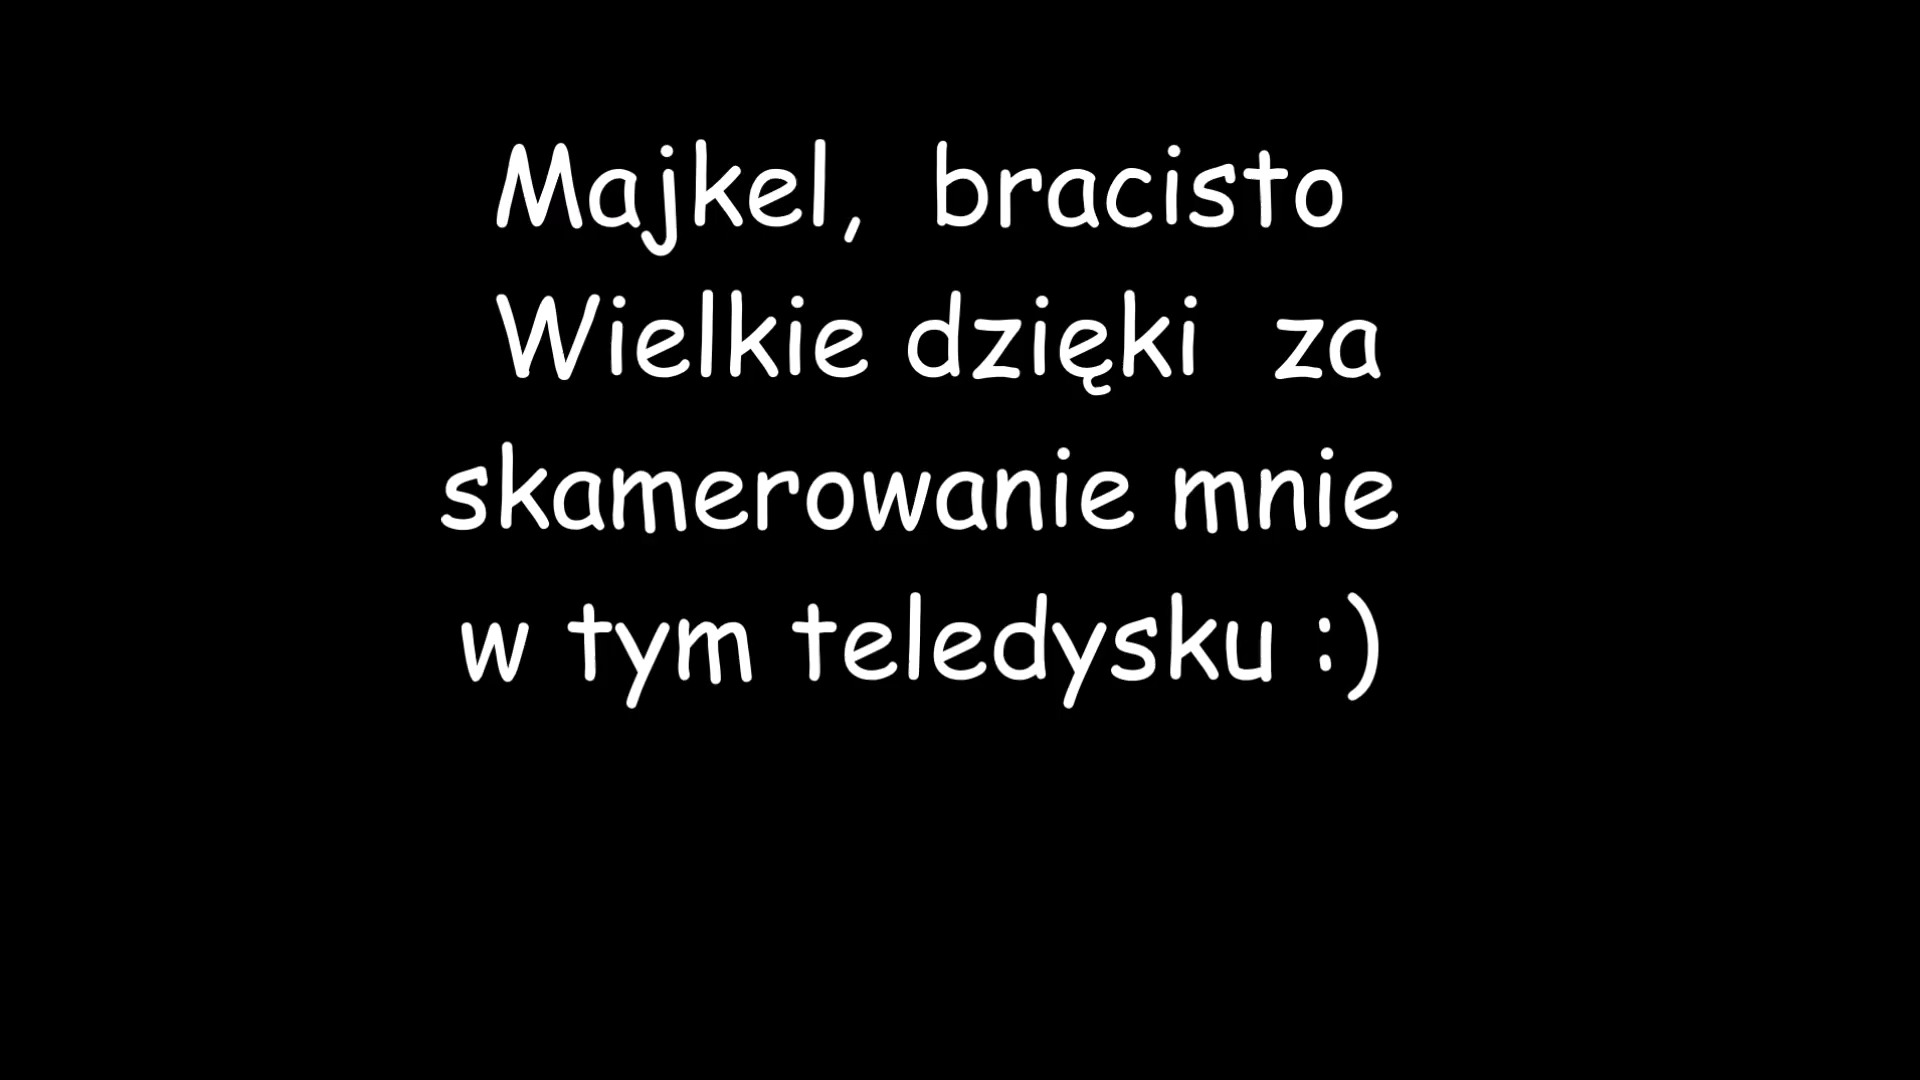 Majkel, bracisto
Wielkie dzięki za
skamerowanie mnie
w tym teledysku :)